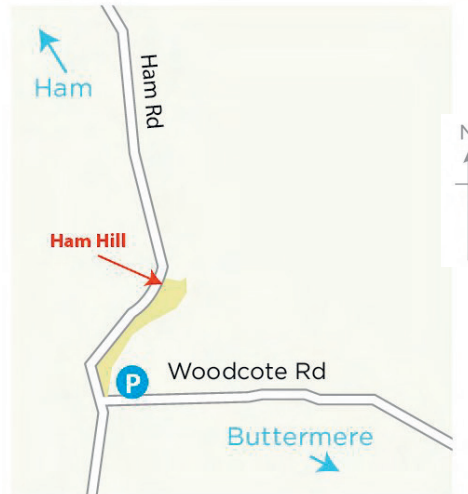 Ham
Ham Rd
N
Ham Hill
P
Woodcote Rd
Buttermere